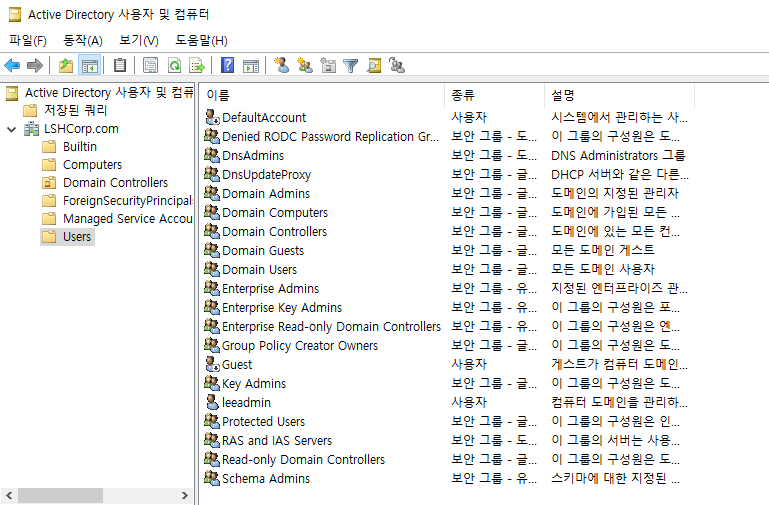 Active Directory 사용자 및 컴퓨터
파일(F) 동작(A) 보기(V) 도움말(H)
Active Directory 사용자 및 컴퓨
저장된 쿼리
LSHCorp.com
Builtin
Computers
Domain Controllers
ForeignSecurityPrincipal
Managed Service Accou
Users
이름 종류 설명
DefaultAccount 사용자 시스템에서 관리하는 사...
Denied RODC Password Replication Gr... 보안 그룹 - 도... 이 그룹의 구성원은 도...
DnsAdmins 보안 그룹 - 도... DNS Administrators 그룹
DnsUpdateProxy 보안 그룹 - 글... DHCP 서버와 같은 다른...
Domain Admins 보안 그룹 - 글... 도메인의 지정된 관리자
Domain Computers 보안 그룹 - 글... 도메인에 가입된 모든 ...
Domain Controllers 보안 그룹 - 글... 도메인에 있는 모든 컨...
Domain Guests 보안 그룹 - 글... 모든 도메인 게스트
Domain Users 보안 그룹 - 글... 모든 도메인 사용자
Enterprise Admins 보안 그룹 - 유... 지정된 엔터프라이즈 관...
Enterprise Key Admins 보안 그룹 - 유... 이 그룹의 구성원은 포...
Enterprise Read-only Domain Controllers 보안 그룹 - 유... 이 그룹의 구성원은 엔...
Group Policy Creator Owners 보안 그룹 - 글... 이 그룹의 구성원은 도...
Guest 사용자 게스트가 컴퓨터 도메인...
Key Admins 보안 그룹 - 글... 이 그룹의 구성원은 도...
leeadmin 사용자 컴퓨터 도메인을 관리하...
Protected Users 보안 그룹 - 글... 이 그룹의 구성원은 인...
RAS and IAS Servers 보안 그룹 - 도... 이 그룹의 서버는 사용...
Read-only Domain Controllers 보안 그룹 - 글... 이 그룹의 구성원은 도...
Schema Admins 보안 그룹 - 유... 스키마에 대한 지정된 ...